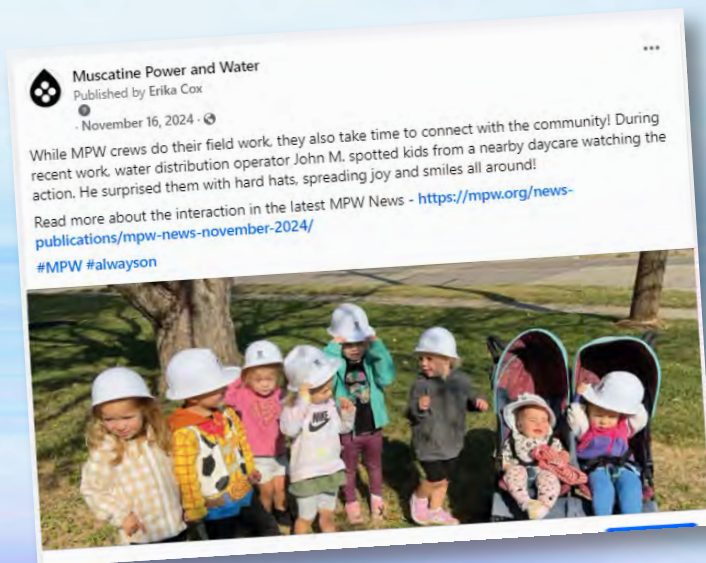 Muscatine Power and Water
Published by Erika Cox
· November 16, 2024 ·
While MPW crews do their field work, they also take time to connect with the community! During
recent work, water distribution operator John M. spotted kids from a nearby daycare watching the
action. He surprised them with hard hats, spreading joy and smiles all around!
Read more about the interaction in the latest MPW News - https://mpw.org/news-
publications/mpw-news-november-2024/
#MPW #alwayson
NIKE